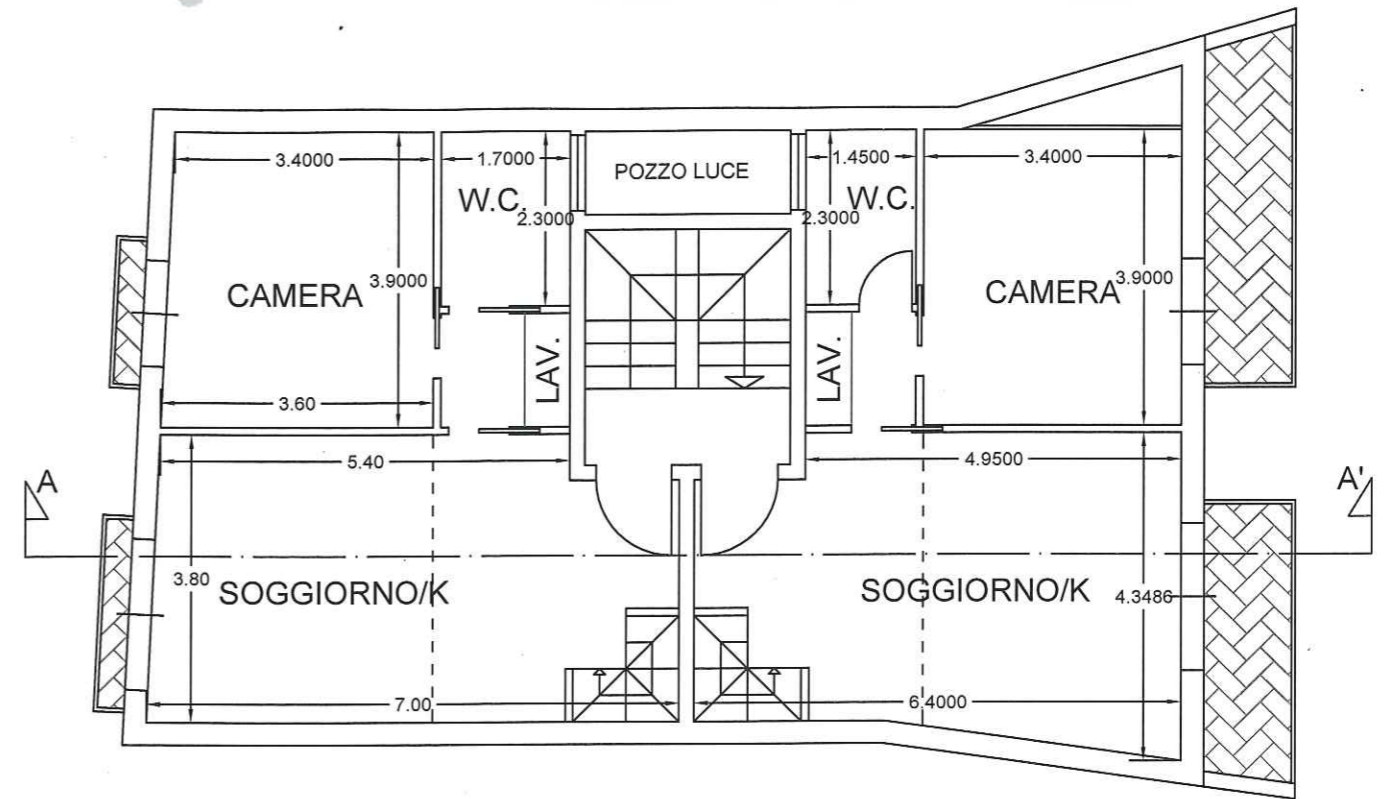 3.4000
1.7000
POZZO LUCE
1.4500
3.4000
W.C.
2.3000
2.3000
W.C.
CAMERA
3.9000
CAMERA
3.9000
LAV.
LAV.
3.60
5.40
4.9500
A
A'
3.80
SOGGIORNO/K
SOGGIORNO/K
4.3486
7.00
6.4000